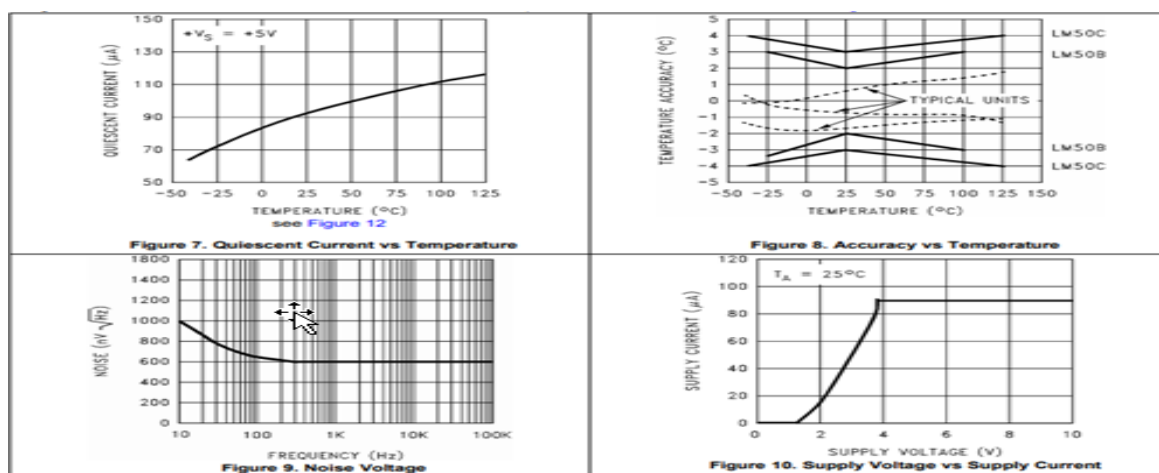 150
130
110
90
70
50
+VS = +5V
QUIESCENT CURRENT (µA)
-50 -25 0 25 50 75 100 125
TEMPERATURE (°C)
see Figure 12
Figure 7. Quiescent Current vs Temperature
5
4
3
2
1
0
-1
-2
-3
-4
-5
TEMPERATURE ACCURACY (°C)
LM50C
LM50B
TYPICAL UNITS
LM50B
LM50C
-50 -25 0 25 50 75 100 125 150
TEMPERATURE (°C)
Figure 8. Accuracy vs Temperature
1800
1600
1400
1200
1000
800
600
400
200
0
NOISE (nV √Hz)
10 100 1K 10K 100K
FREQUENCY (Hz)
Figure 9. Noise Voltage
120
100
80
60
40
20
0
TA = 25°C
SUPPLY CURRENT (µA)
0 2 4 6 8 10
SUPPLY VOLTAGE (V)
Figure 10. Supply Voltage vs Supply Current